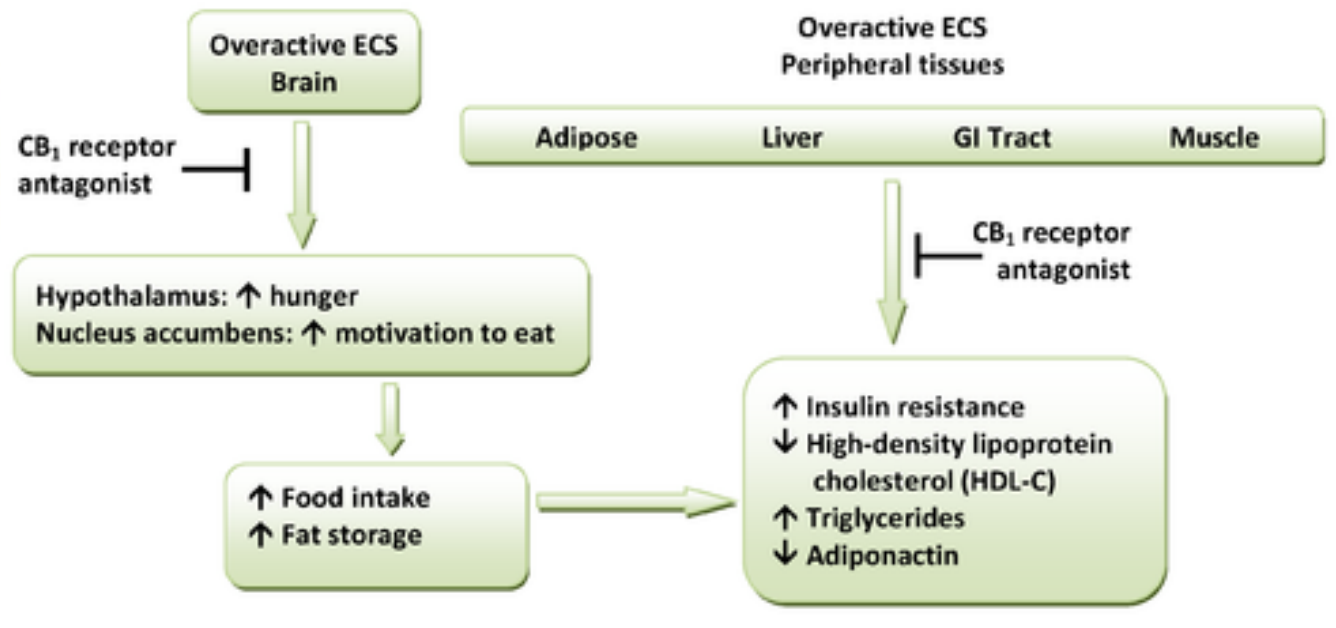 Overactive ECS
Brain
CB₁ receptor
antagonist
Hypothalamus: ↑ hunger
Nucleus accumbens: ↑ motivation to eat
↑ Food intake
↑ Fat storage
Overactive ECS
Peripheral tissues
Adipose Liver GI Tract Muscle
CB₁ receptor
antagonist
↑ Insulin resistance
↓ High-density lipoprotein
cholesterol (HDL-C)
↑ Triglycerides
↓ Adiponactin